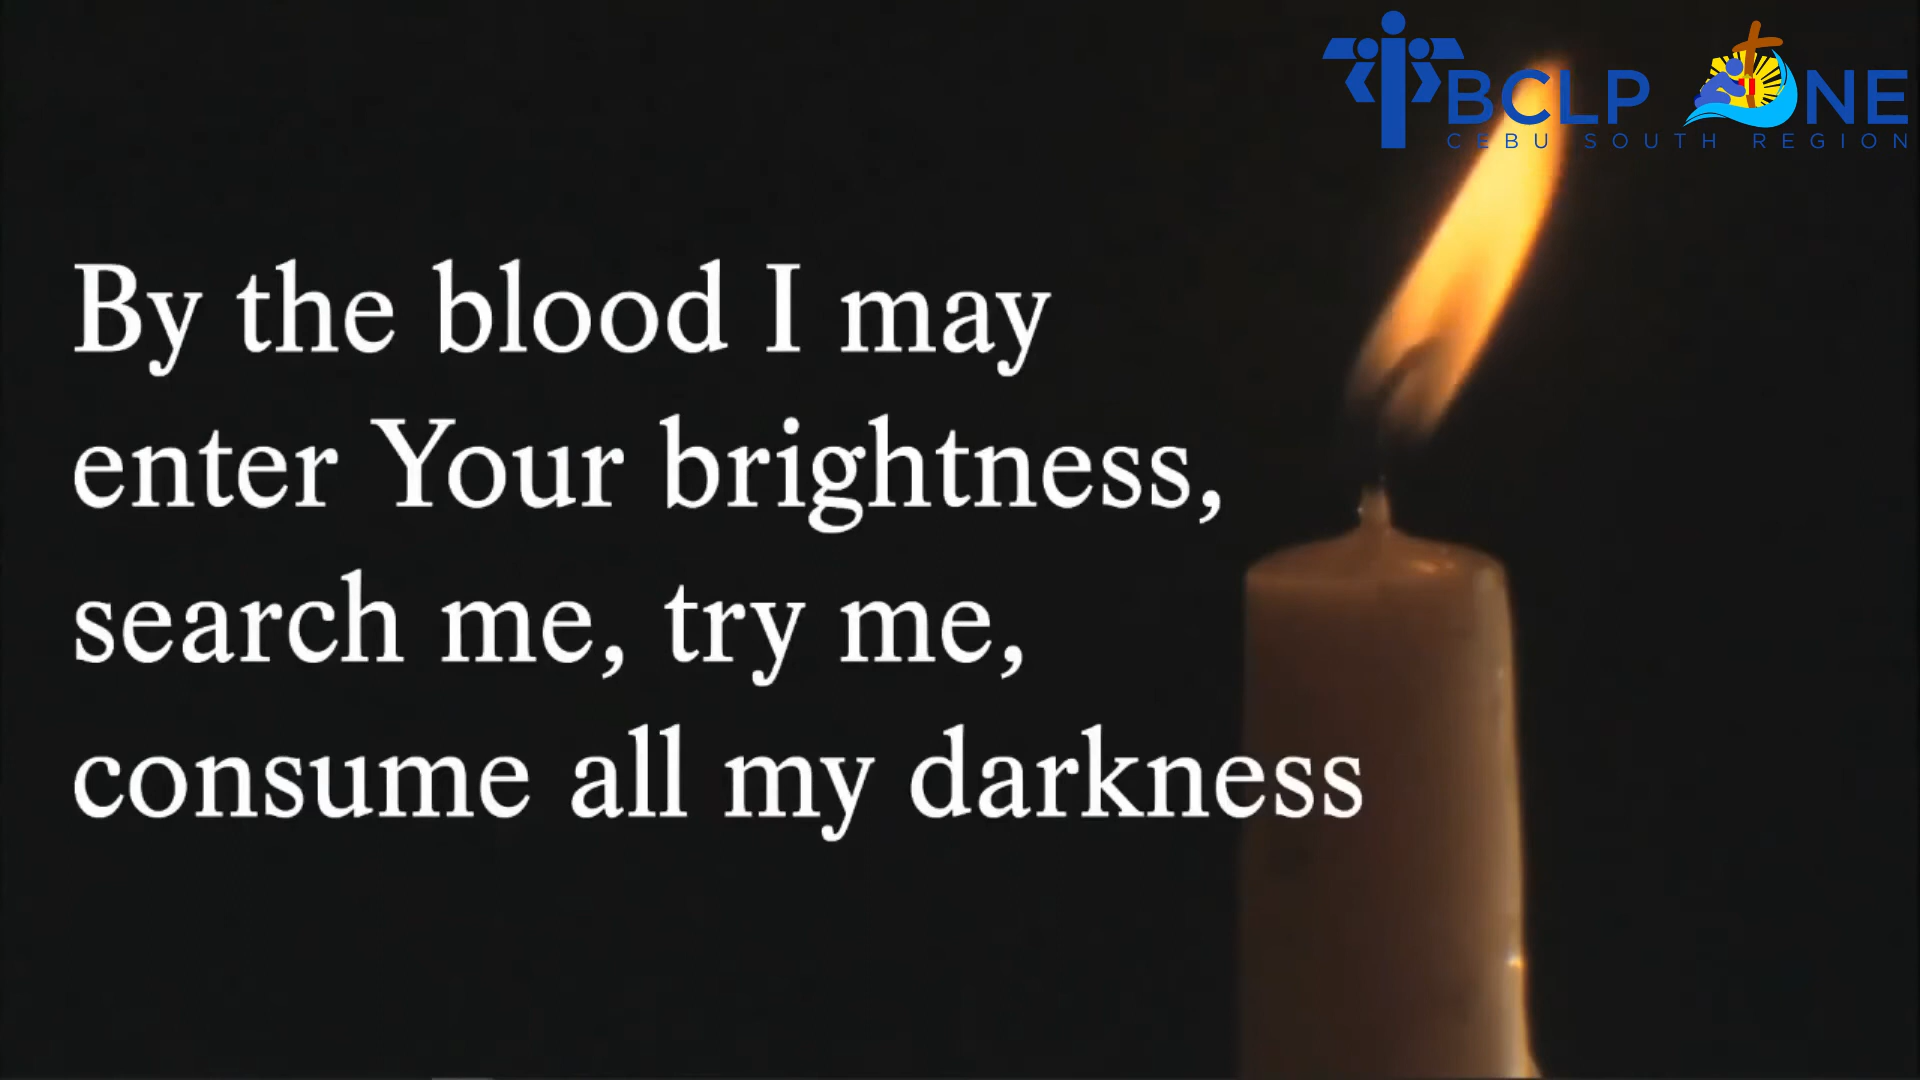 BCLP ONE
CEBU SOUTH REGION
By the blood I may
enter Your brightness,
search me, try me,
consume all my darkness